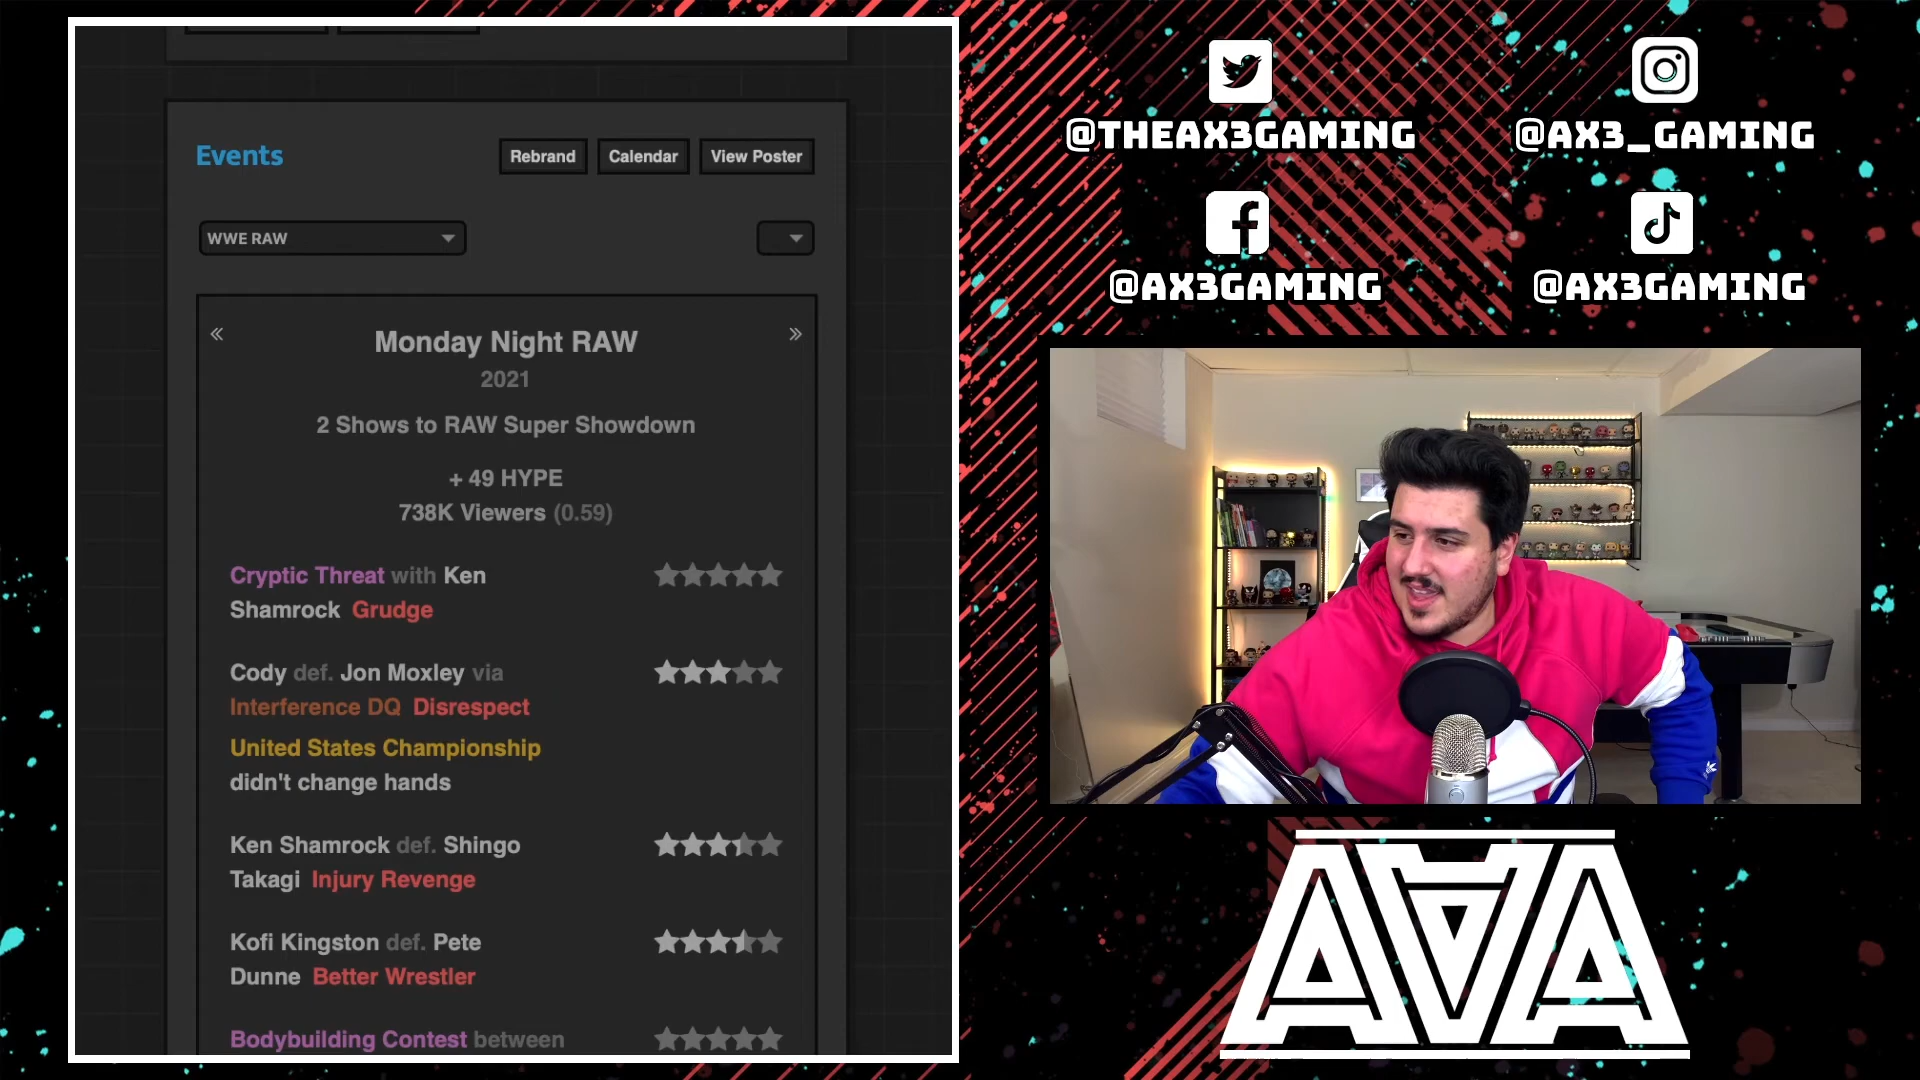 Events
Rebrand
Calendar
View Poster
WWE RAW
«
»
Monday Night RAW
2021
2 Shows to RAW Super Showdown
+ 49 HYPE
738K Viewers (0.59)
Cryptic Threat with Ken
Shamrock Grudge
Cody def. Jon Moxley via
Interference DQ Disrespect
United States Championship
didn't change hands
Ken Shamrock def. Shingo
Takagi Injury Revenge
Kofi Kingston def. Pete
Dunne Better Wrestler
Bodybuilding Contest between
@THEAX3GAMING
@AX3_GAMING
@AX3GAMING
@AX3GAMING